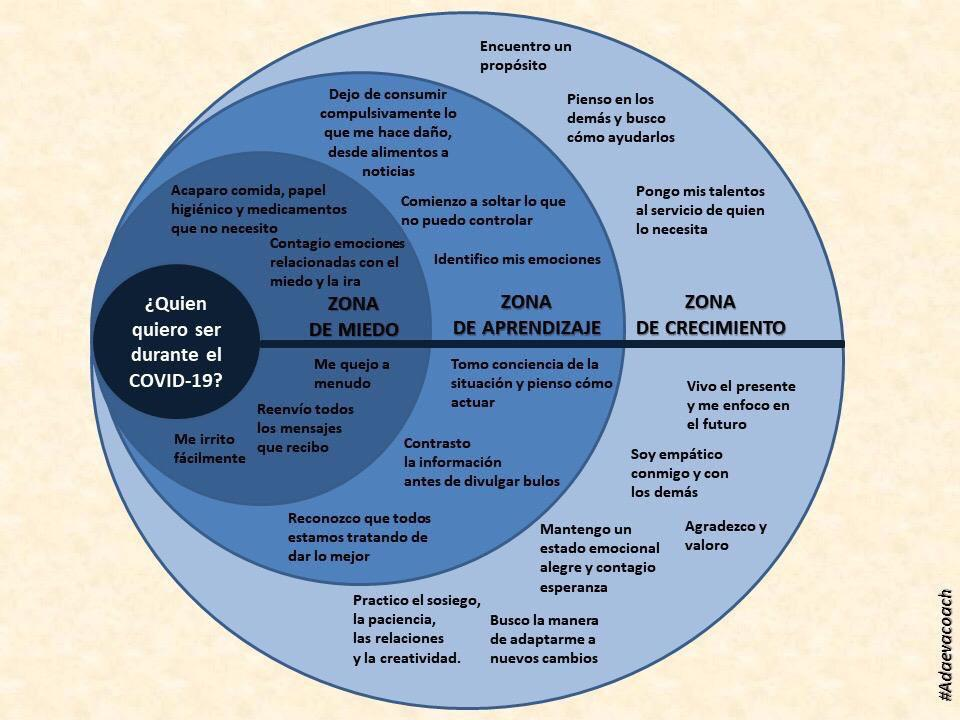 Encuentro un
propósito
Pienso en los
demás y busco
cómo ayudarlos
Pongo mis talentos
al servicio de quien
lo necesita
Dejo de consumir
compulsivamente lo
que me hace daño,
desde alimentos a
noticias
Comienzo a soltar lo que
no puedo controlar
Identifico mis emociones
Acaparo comida, papel
higiénico y medicamentos
que no necesito
Contagio emociones
relacionadas con el
miedo y la ira
¿Quien
quiero ser
durante el
COVID-19?
ZONA
DE MIEDO
ZONA
DE APRENDIZAJE
ZONA
DE CRECIMIENTO
Me quejo a
menudo
Reenvío todos
los mensajes
que recibo
Me irrito
fácilmente
Tomo conciencia de la
situación y pienso cómo
actuar
Contrasto
la información
antes de divulgar bulos
Reconozco que todos
estamos tratando de
dar lo mejor
Vivo el presente
y me enfoco en
el futuro
Soy empático
conmigo y con
los demás
Agradezco y
valoro
Mantengo un
estado emocional
alegre y contagio
esperanza
Practico el sosiego,
la paciencia,
las relaciones
y la creatividad.
Busco la manera
de adaptarme a
nuevos cambios
#Adaevacoach